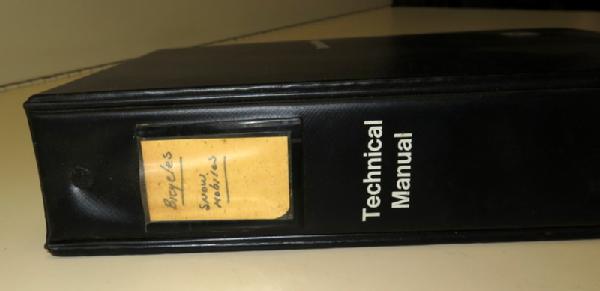 Bicycles
Snow
Mobiles
Technical
Manual